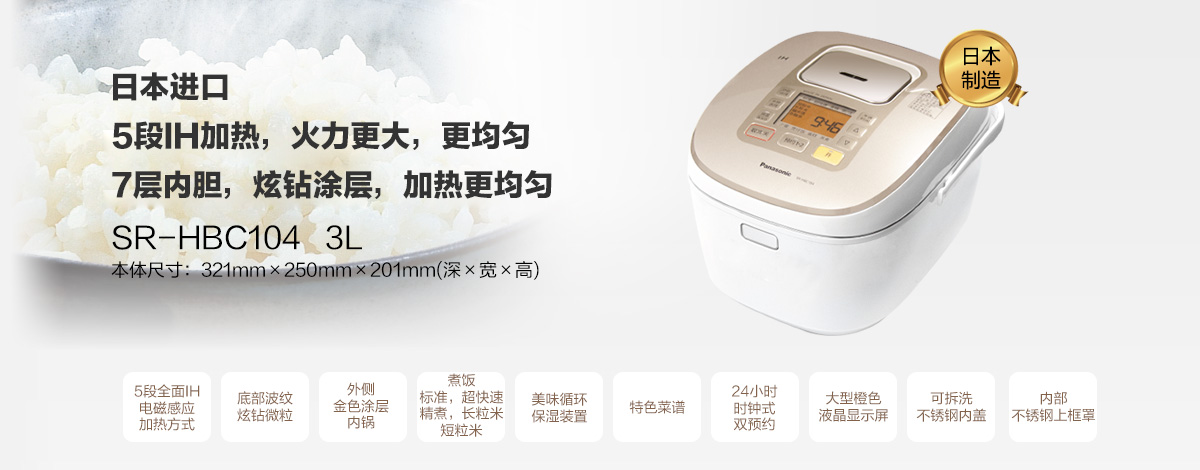 日本进口
5段IH加热，火力更大，更均匀
7层内胆，炫钻涂层，加热更均匀
SR-HBC104 3L
本体尺寸：321mm×250mm×201mm(深×宽×高)
日本
制造
9:46
Panasonic
5段全面IH
电磁感应
加热方式
底部波纹
炫钻微粒
外侧
金色涂层
内锅
煮饭
标准，超快速
精煮，长粒米
短粒米
美味循环
保湿装置
特色菜谱
24小时
时钟式
双预约
大型橙色
液晶显示屏
可拆洗
不锈钢内盖
内部
不锈钢上框罩